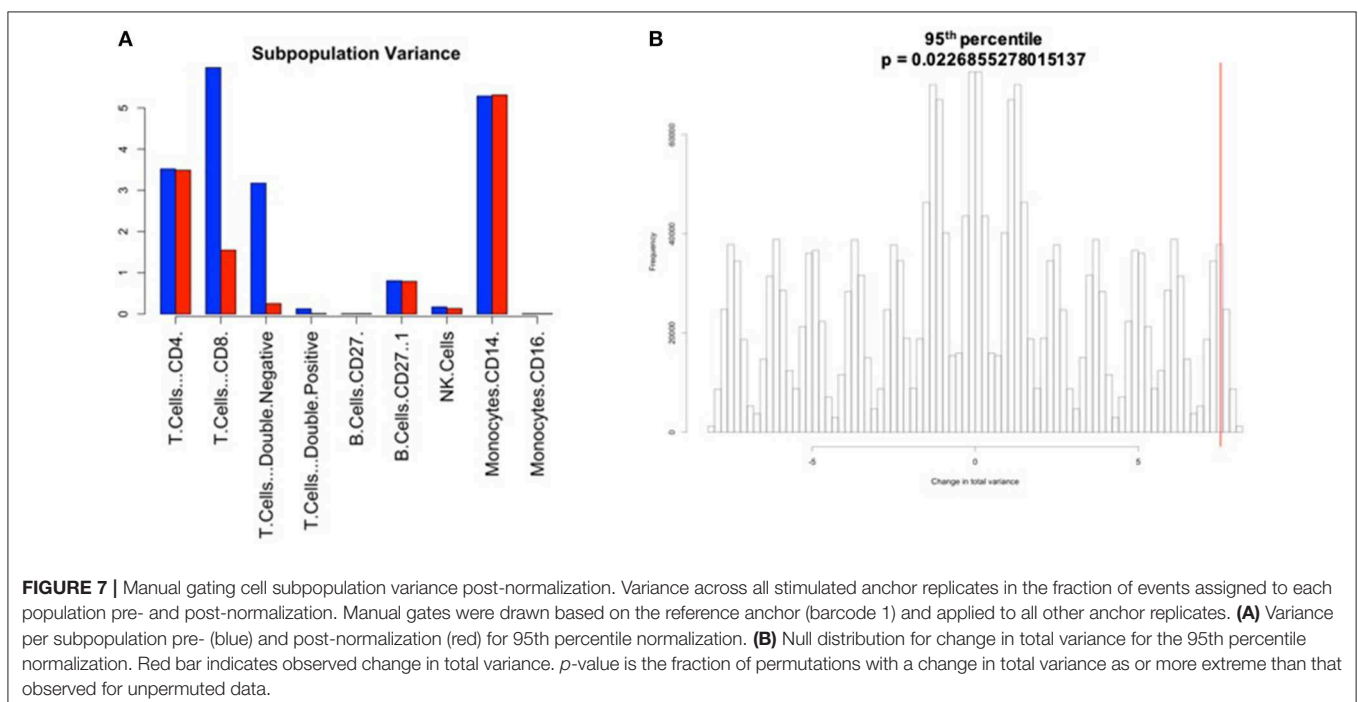 A
Subpopulation Variance
5
4
3
2
1
0
T.Cells...CD4.
T.Cells...CD8.
T.Cells...Double.Negative
T.Cells...Double.Positive
B.Cells.CD27.
B.Cells.CD27..1
NK.Cells
Monocytes.CD14.
Monocytes.CD16.
B
95th percentile
p = 0.0226855278015137
Frequency
60000
40000
20000
0
-5
0
5
Change in total variance
FIGURE 7 | Manual gating cell subpopulation variance post-normalization. Variance across all stimulated anchor replicates in the fraction of events assigned to each
population pre- and post-normalization. Manual gates were drawn based on the reference anchor (barcode 1) and applied to all other anchor replicates. (A) Variance
per subpopulation pre- (blue) and post-normalization (red) for 95th percentile normalization. (B) Null distribution for change in total variance for the 95th percentile
normalization. Red bar indicates observed change in total variance. p-value is the fraction of permutations with a change in total variance as or more extreme than that
observed for unpermuted data.